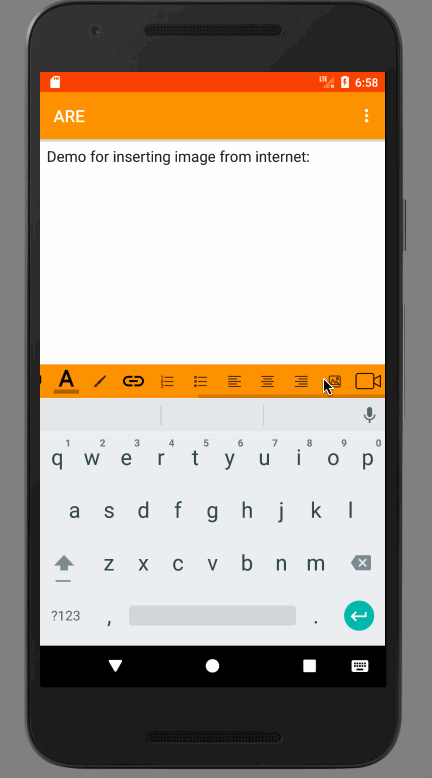 LTE 6:58
ARE
Demo for inserting image from internet:
A
1 2 3 4 5 6 7 8 9 0
q w e r t y u i o p
a s d f g h j k l
z x c v b n m
?123 , .